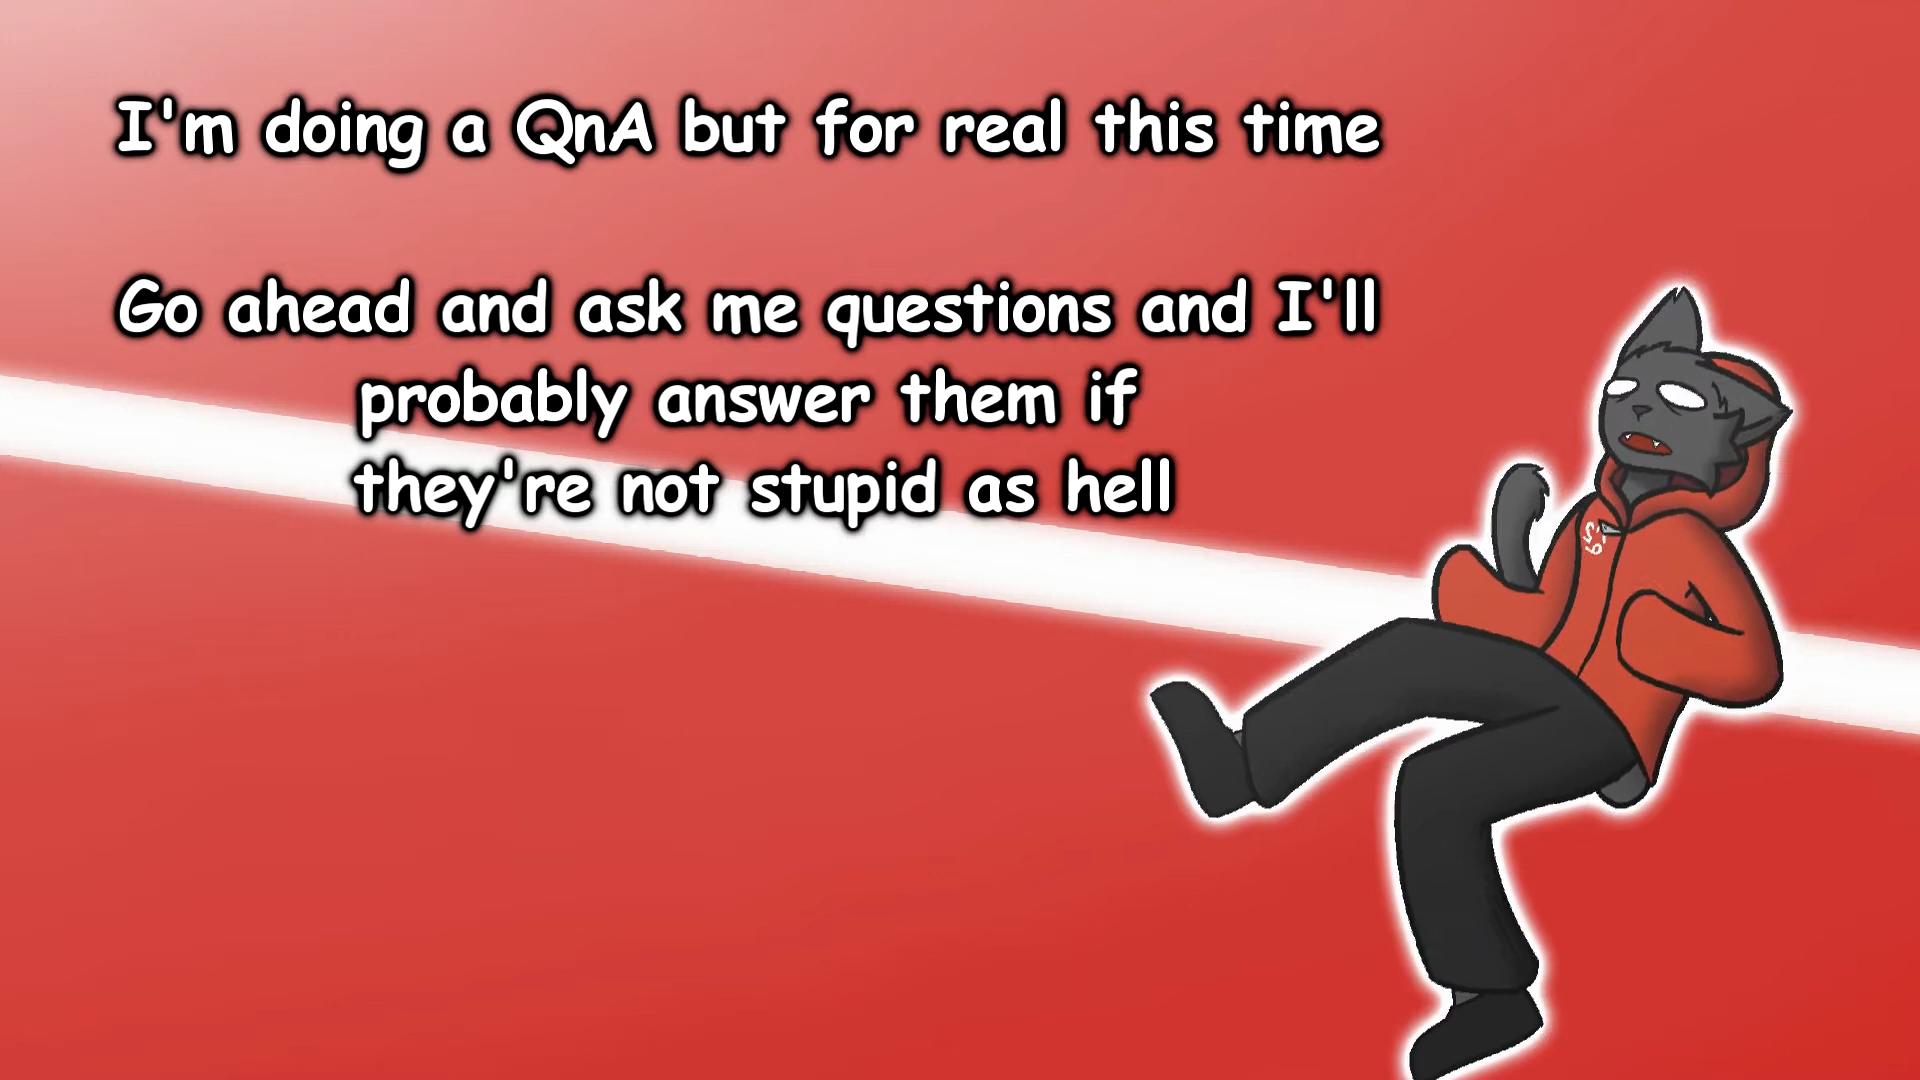 I'm doing a QnA but for real this time
Go ahead and ask me questions and I'll
probably answer them if
they're not stupid as hell